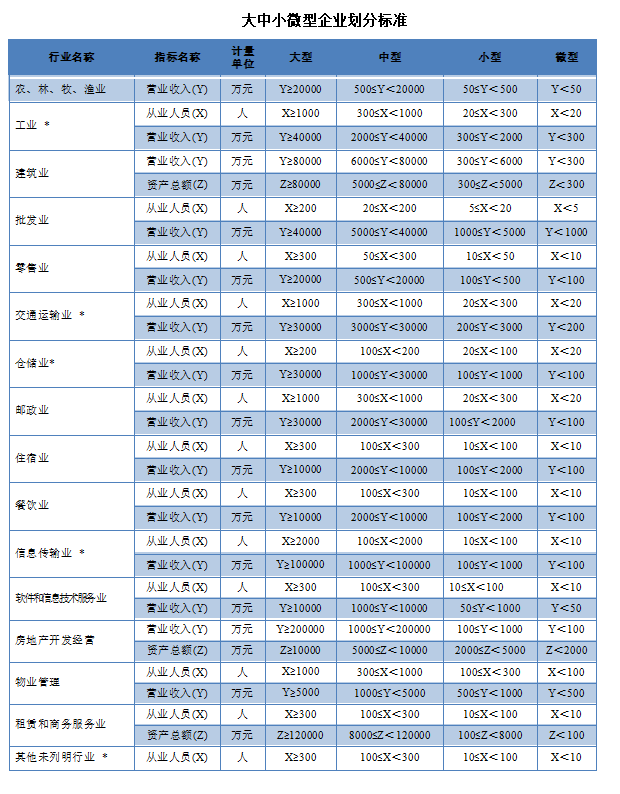 大中小微型企业划分标准
行业名称 指标名称 计量单位 大型 中型 小型 微型
农、林、牧、渔业 营业收入(Y) 万元 Y≥20000 500≤Y＜20000 50≤Y＜500 Y＜50
工业 * 从业人员(X) 人 X≥1000 300≤X＜1000 20≤X＜300 X＜20
营业收入(Y) 万元 Y≥40000 2000≤Y＜40000 300≤Y＜2000 Y＜300
建筑业 营业收入(Y) 万元 Y≥80000 6000≤Y＜80000 300≤Y＜6000 Y＜300
资产总额(Z) 万元 Z≥80000 5000≤Z＜80000 300≤Z＜5000 Z＜300
批发业 从业人员(X) 人 X≥200 20≤X＜200 5≤X＜20 X＜5
营业收入(Y) 万元 Y≥40000 5000≤Y＜40000 1000≤Y＜5000 Y＜1000
零售业 从业人员(X) 人 X≥300 50≤X＜300 10≤X＜50 X＜10
营业收入(Y) 万元 Y≥20000 500≤Y＜20000 100≤Y＜500 Y＜100
交通运输业 * 从业人员(X) 人 X≥1000 300≤X＜1000 20≤X＜300 X＜20
营业收入(Y) 万元 Y≥30000 3000≤Y＜30000 200≤Y＜3000 Y＜200
仓储业* 从业人员(X) 人 X≥200 100≤X＜200 20≤X＜100 X＜20
营业收入(Y) 万元 Y≥30000 1000≤Y＜30000 100≤Y＜1000 Y＜100
邮政业 从业人员(X) 人 X≥1000 300≤X＜1000 20≤X＜300 X＜20
营业收入(Y) 万元 Y≥30000 2000≤Y＜30000 100≤Y＜2000 Y＜100
住宿业 从业人员(X) 人 X≥300 100≤X＜300 10≤X＜100 X＜10
营业收入(Y) 万元 Y≥10000 2000≤Y＜10000 100≤Y＜2000 Y＜100
餐饮业 从业人员(X) 人 X≥300 100≤X＜300 10≤X＜100 X＜10
营业收入(Y) 万元 Y≥10000 2000≤Y＜10000 100≤Y＜2000 Y＜100
信息传输业 * 从业人员(X) 人 X≥2000 100≤X＜2000 10≤X＜100 X＜10
营业收入(Y) 万元 Y≥100000 1000≤Y＜100000 100≤Y＜1000 Y＜100
软件和信息技术服务业 从业人员(X) 人 X≥300 100≤X＜300 10≤X＜100 X＜10
营业收入(Y) 万元 Y≥10000 1000≤Y＜10000 50≤Y＜1000 Y＜50
房地产开发经营 营业收入(Y) 万元 Y≥200000 1000≤Y＜200000 100≤Y＜1000 Y＜100
资产总额(Z) 万元 Z≥10000 5000≤Z＜10000 2000≤Z＜5000 Z＜2000
物业管理 从业人员(X) 人 X≥1000 300≤X＜1000 100≤X＜300 X＜100
营业收入(Y) 万元 Y≥5000 1000≤Y＜5000 500≤Y＜1000 Y＜500
租赁和商务服务业 从业人员(X) 人 X≥300 100≤X＜300 10≤X＜100 X＜10
资产总额(Z) 万元 Z≥120000 8000≤Z＜120000 100≤Z＜8000 Z＜100
其他未列明行业 * 从业人员(X) 人 X≥300 100≤X＜300 10≤X＜100 X＜10